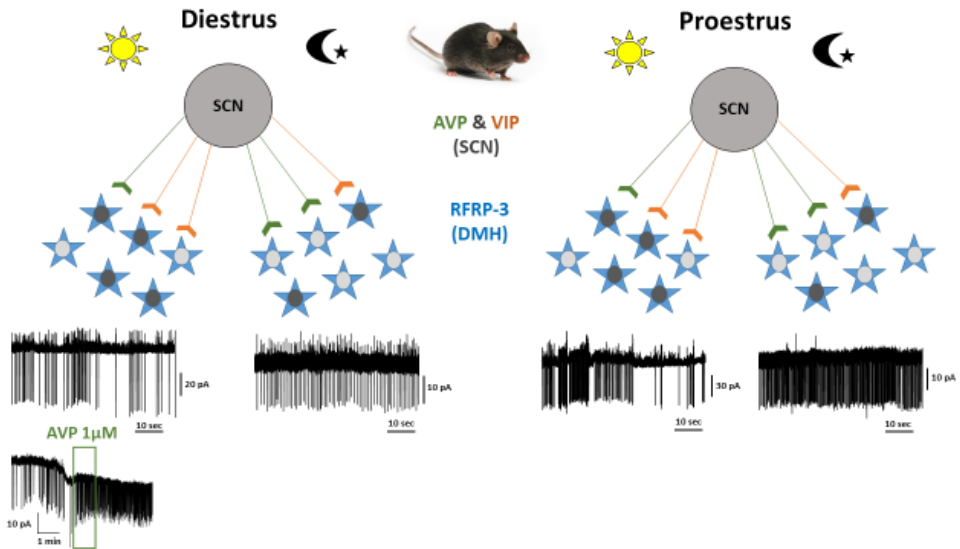 Diestrus
Proestrus
SCN
SCN
AVP & VIP
(SCN)
RFRP-3
(DMH)
20 pA
10 sec
10 pA
10 sec
30 pA
10 sec
10 pA
10 sec
AVP 1µM
10 pA
1 min